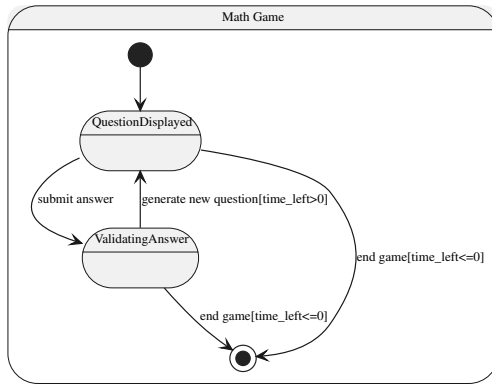 Math Game
QuestionDisplayed
submit answer
generate new question[time_left>0]
ValidatingAnswer
end game[time_left<=0]
end game[time_left<=0]